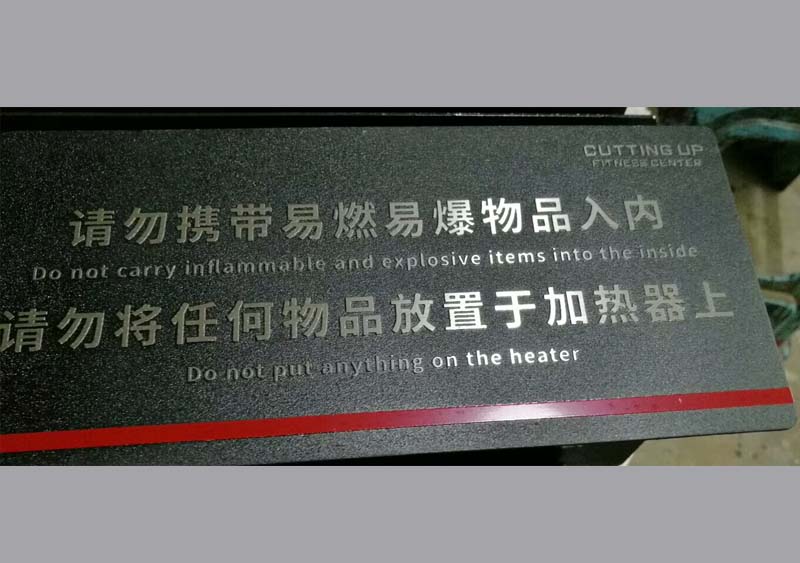 CUTTING UP
FITNESS CENTER
请勿携带易燃易爆物品入内
Do not carry inflammable and explosive items into the inside
请勿将任何物品放置于加热器上
Do not put anything on the heater